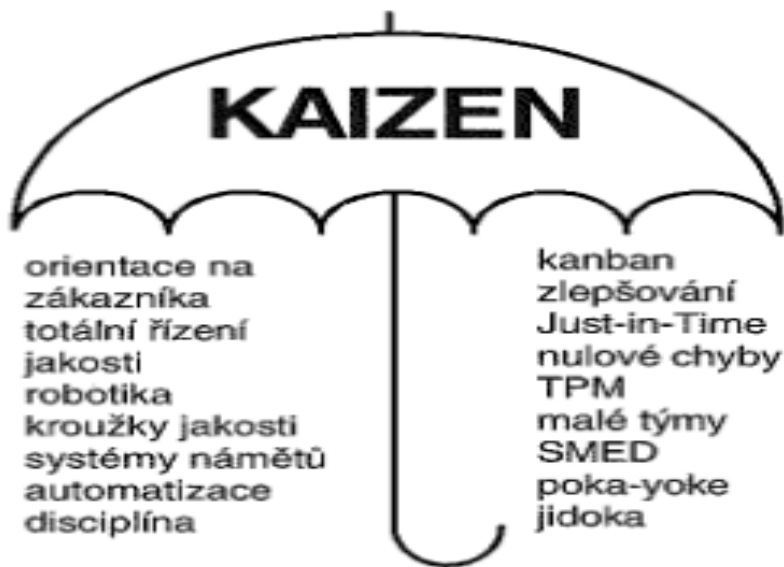 KAIZEN
orientace na
zákazníka
totální řízení
jakosti
robotika
kroužky jakosti
systémy námětů
automatizace
disciplína
kanban
zlepšování
Just-in-Time
nulové chyby
TPM
malé týmy
SMED
poka-yoke
jidoka